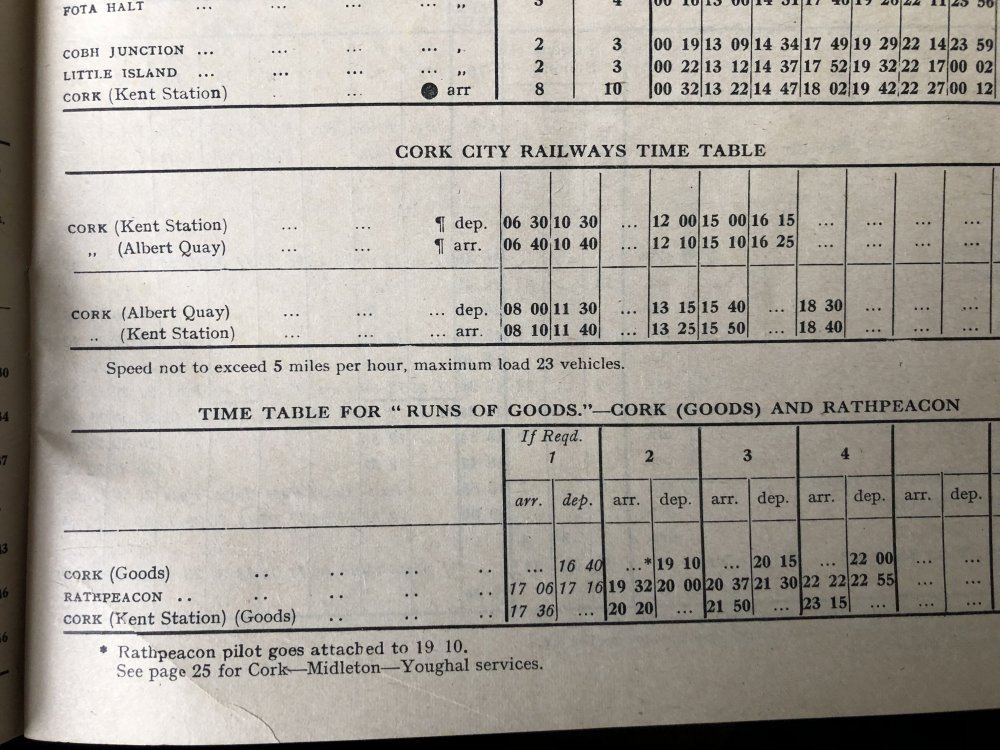 FOTA HALT ... ... ... „ 3 4
COBH JUNCTION ... ... ... ... , 2 3 00 19 13 09 14 34 17 49 19 29 22 14 23 59
LITTLE ISLAND ... ... ... ... „ 2 3 00 22 13 12 14 37 17 52 19 32 22 17 00 02
CORK (Kent Station) . ... ● arr 8 10 00 32 13 22 14 47 18 02 19 42 22 27 00 12
CORK CITY RAILWAYS TIME TABLE
CORK (Kent Station) ... ... ¶ dep. 06 30 10 30 ... 12 00 15 00 16 15 ... ... ... ...
„ (Albert Quay) ... ... ¶ arr. 06 40 10 40 ... 12 10 15 10 16 25 ... ... ... ...
CORK (Albert Quay) ... ... ... dep. 08 00 11 30 ... 13 15 15 40 ... 18 30 ... ... ...
.. (Kent Station) ... ... ... arr. 08 10 11 40 ... 13 25 15 50 ... 18 40 ... ... ...
Speed not to exceed 5 miles per hour, maximum load 23 vehicles.
TIME TABLE FOR “ RUNS OF GOODS.”—CORK (GOODS) AND RATHPEACON
If Reqd.
1 2 3 4
arr. dep. arr. dep. arr. dep. arr. dep. arr. dep.
CORK (Goods) .. .. .. .. ... 16 40 ...* 19 10 ... 20 15 ... 22 00 ... ...
RATHPEACON .. .. .. .. .. 17 06 17 16 19 32 20 00 20 37 21 30 22 22 22 55 ... ...
CORK (Kent Station) (Goods) .. .. .. 17 36 ... 20 20 ... 21 50 ... 23 15 ... ... ...
* Rathpeacon pilot goes attached to 19 10.
See page 25 for Cork—Midleton—Youghal services.